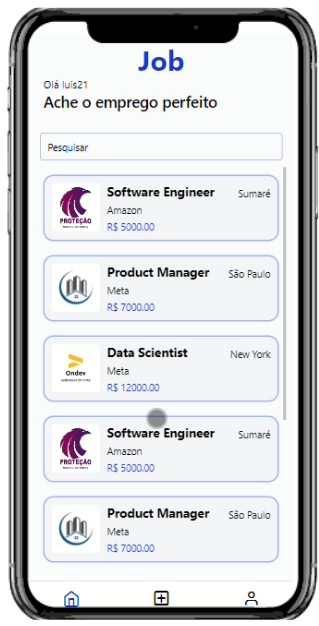 Job
Olá luís21
Ache o emprego perfeito
Pesquisar
Software Engineer
Sumaré
Amazon
R$ 5000.00
PROTEÇÃO
Product Manager
São Paulo
Meta
R$ 7000.00
Data Scientist
New York
Meta
R$ 12000.00
Ondev
Software Engineer
Sumaré
Amazon
R$ 5000.00
PROTEÇÃO
Product Manager
São Paulo
Meta
R$ 7000.00